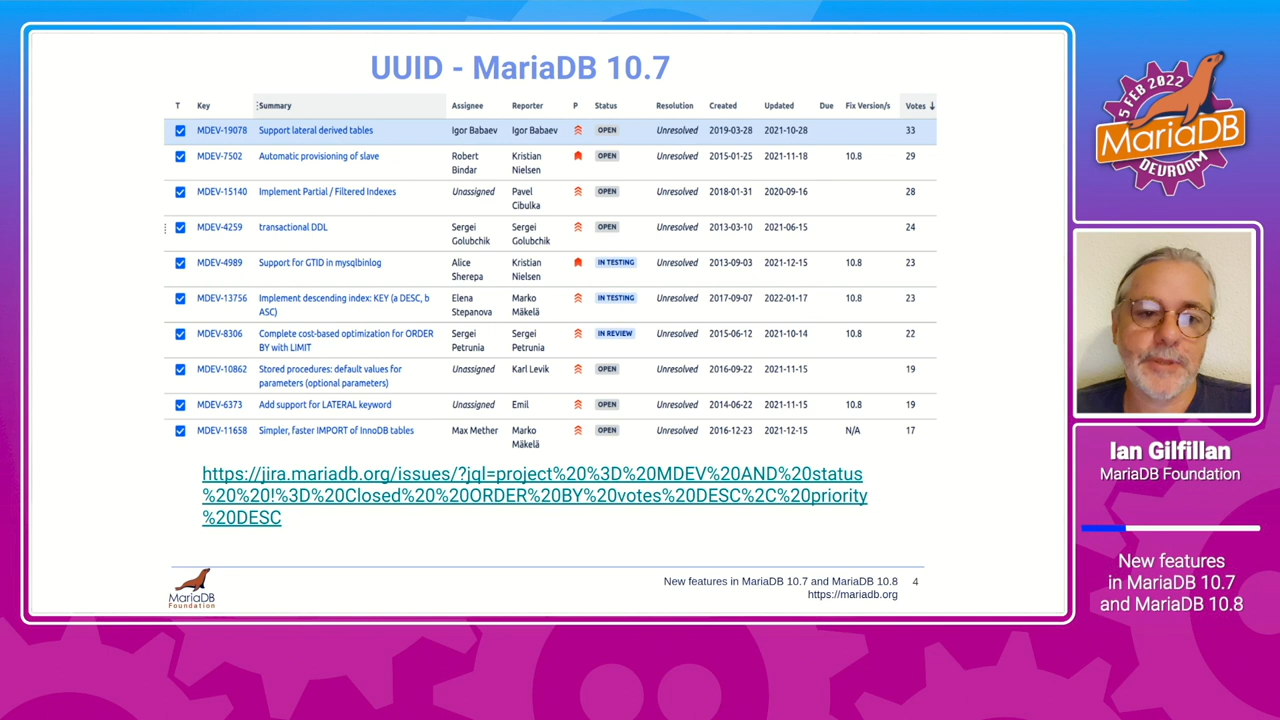 UUID - MariaDB 10.7
T Key Summary Assignee Reporter P Status Resolution Created Updated Due Fix Version/s Votes ↓
MDEV-19078 Support lateral derived tables Igor Babaev Igor Babaev OPEN Unresolved 2019-03-28 2021-10-28 33
MDEV-7502 Automatic provisioning of slave Robert Bindar Kristian Nielsen OPEN Unresolved 2015-01-25 2021-11-18 10.8 29
MDEV-15140 Implement Partial / Filtered Indexes Unassigned Pavel Cibulka OPEN Unresolved 2018-01-31 2020-09-16 28
MDEV-4259 transactional DDL Sergei Golubchik Sergei Golubchik OPEN Unresolved 2013-03-10 2021-06-15 24
MDEV-4989 Support for GTID in mysqlbinlog Alice Sherepa Kristian Nielsen IN TESTING Unresolved 2013-09-03 2021-12-15 10.8 23
MDEV-13756 Implement descending index: KEY (a DESC, b ASC) Elena Stepanova Marko Mäkelä IN TESTING Unresolved 2017-09-07 2022-01-17 10.8 23
MDEV-8306 Complete cost-based optimization for ORDER BY with LIMIT Sergei Petrunia Sergei Petrunia IN REVIEW Unresolved 2015-06-12 2021-10-14 10.8 22
MDEV-10862 Stored procedures: default values for parameters (optional parameters) Unassigned Karl Levik OPEN Unresolved 2016-09-22 2021-11-15 19
MDEV-6373 Add support for LATERAL keyword Unassigned Emil OPEN Unresolved 2014-06-22 2021-11-15 10.8 19
MDEV-11658 Simpler, faster IMPORT of InnoDB tables Max Mether Marko Mäkelä OPEN Unresolved 2016-12-23 2021-12-15 N/A 17
https://jira.mariadb.org/issues/?jql=project%20%3D%20MDEV%20AND%20status
%20%20!%3D%20Closed%20%20ORDER%20BY%20votes%20DESC%2C%20priority
%20DESC
MariaDB
Foundation
New features in MariaDB 10.7 and MariaDB 10.8 4
https://mariadb.org
5 FEB 2022
MariaDB
DEVROOM
Ian Gilfillan
MariaDB Foundation
New features
in MariaDB 10.7
and MariaDB 10.8